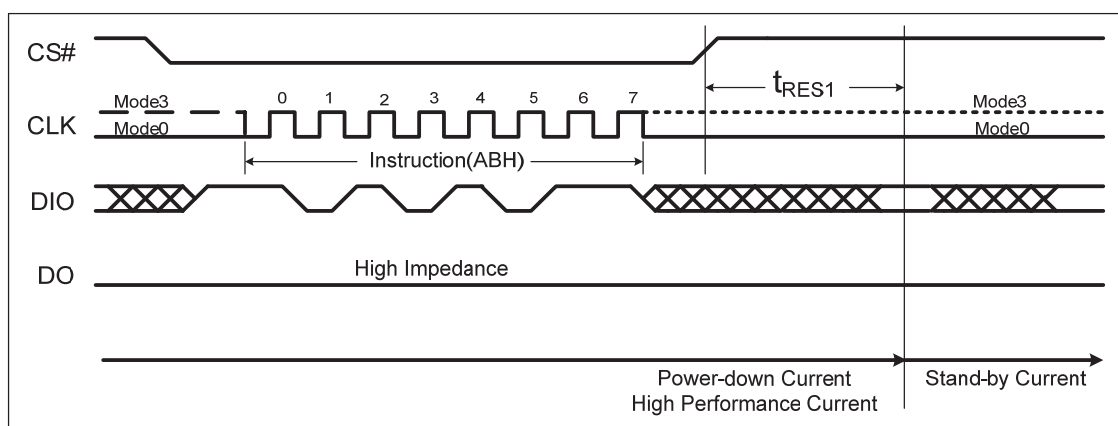 CS#
t_RES1
0 1 2 3 4 5 6 7
Mode3
Mode3
CLK
Mode0
Mode0
Instruction(ABH)
DIO
High Impedance
DO
Power-down Current
High Performance Current
Stand-by Current